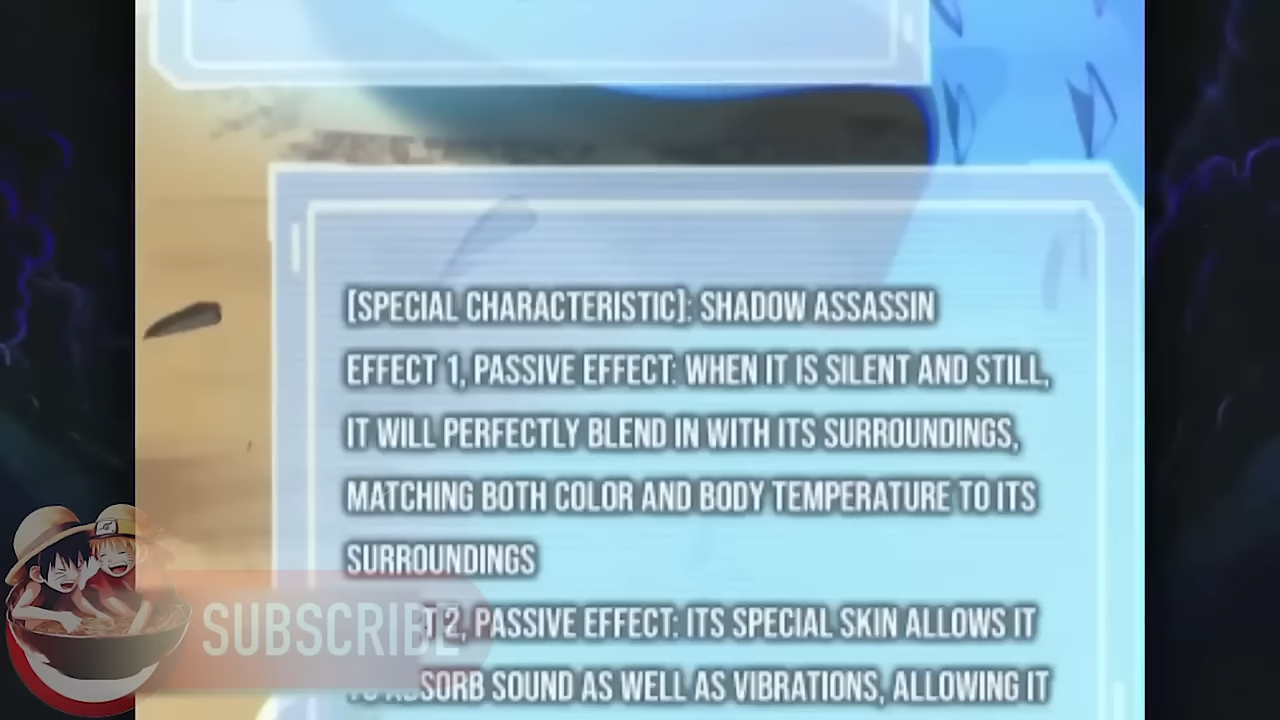 [SPECIAL CHARACTERISTIC]: SHADOW ASSASSIN
EFFECT 1, PASSIVE EFFECT: WHEN IT IS SILENT AND STILL,
IT WILL PERFECTLY BLEND IN WITH ITS SURROUNDINGS,
MATCHING BOTH COLOR AND BODY TEMPERATURE TO ITS
SURROUNDINGS
2, PASSIVE EFFECT: ITS SPECIAL SKIN ALLOWS IT
SUBSCRIBE
SOUND AS WELL AS VIBRATIONS, ALLOWING IT